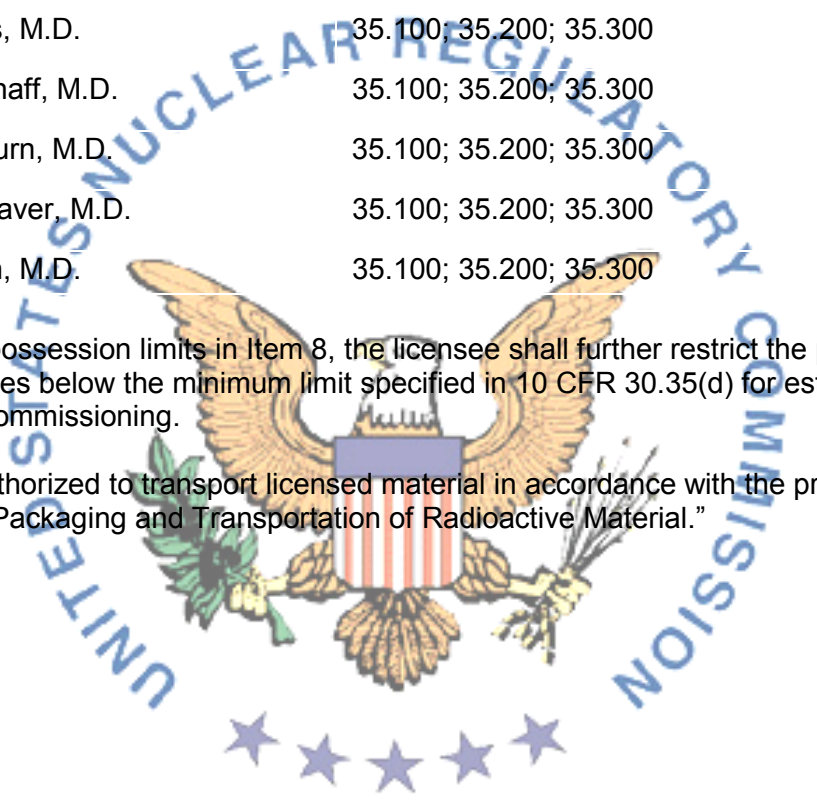 s, M.D. 35.100; 35.200; 35.300
haff, M.D. 35.100; 35.200; 35.300
urn, M.D. 35.100; 35.200; 35.300
aver, M.D. 35.100; 35.200; 35.300
, M.D. 35.100; 35.200; 35.300
possession limits in Item 8, the licensee shall further restrict the
es below the minimum limit specified in 10 CFR 30.35(d) for est
ommissioning.
thorized to transport licensed material in accordance with the pr
Packaging and Transportation of Radioactive Material.”
UNITED STATES NUCLEAR REGULATORY COMMISSION